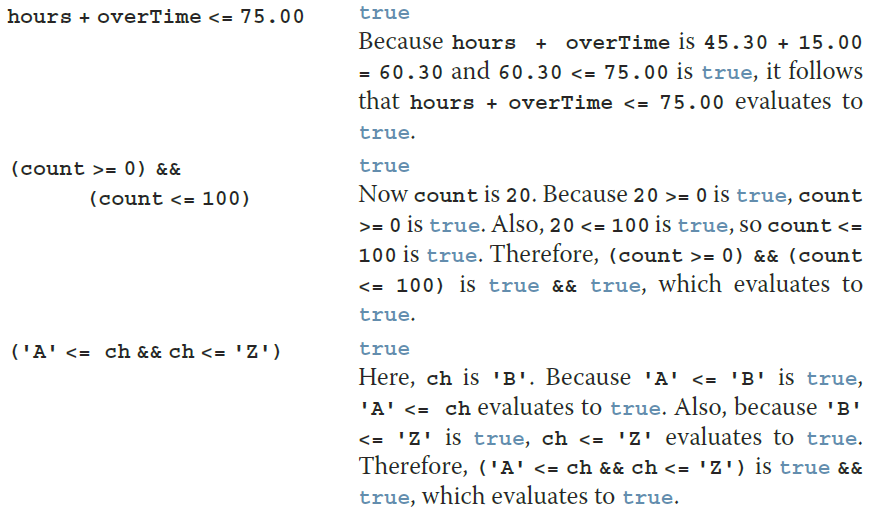 hours + overTime <= 75.00
true
Because hours + overTime is 45.30 + 15.00
= 60.30 and 60.30 <= 75.00 is true, it follows
that hours + overTime <= 75.00 evaluates to
true.
(count >= 0) &&
(count <= 100)
true
Now count is 20. Because 20 >= 0 is true, count
>= 0 is true. Also, 20 <= 100 is true, so count <=
100 is true. Therefore, (count >= 0) && (count
<= 100) is true && true, which evaluates to
true.
('A' <= ch && ch <= 'Z')
true
Here, ch is 'B'. Because 'A' <= 'B' is true,
'A' <= ch evaluates to true. Also, because 'B'
<= 'Z' is true, ch <= 'Z' evaluates to true.
Therefore, ('A' <= ch && ch <= 'Z') is true &&
true, which evaluates to true.